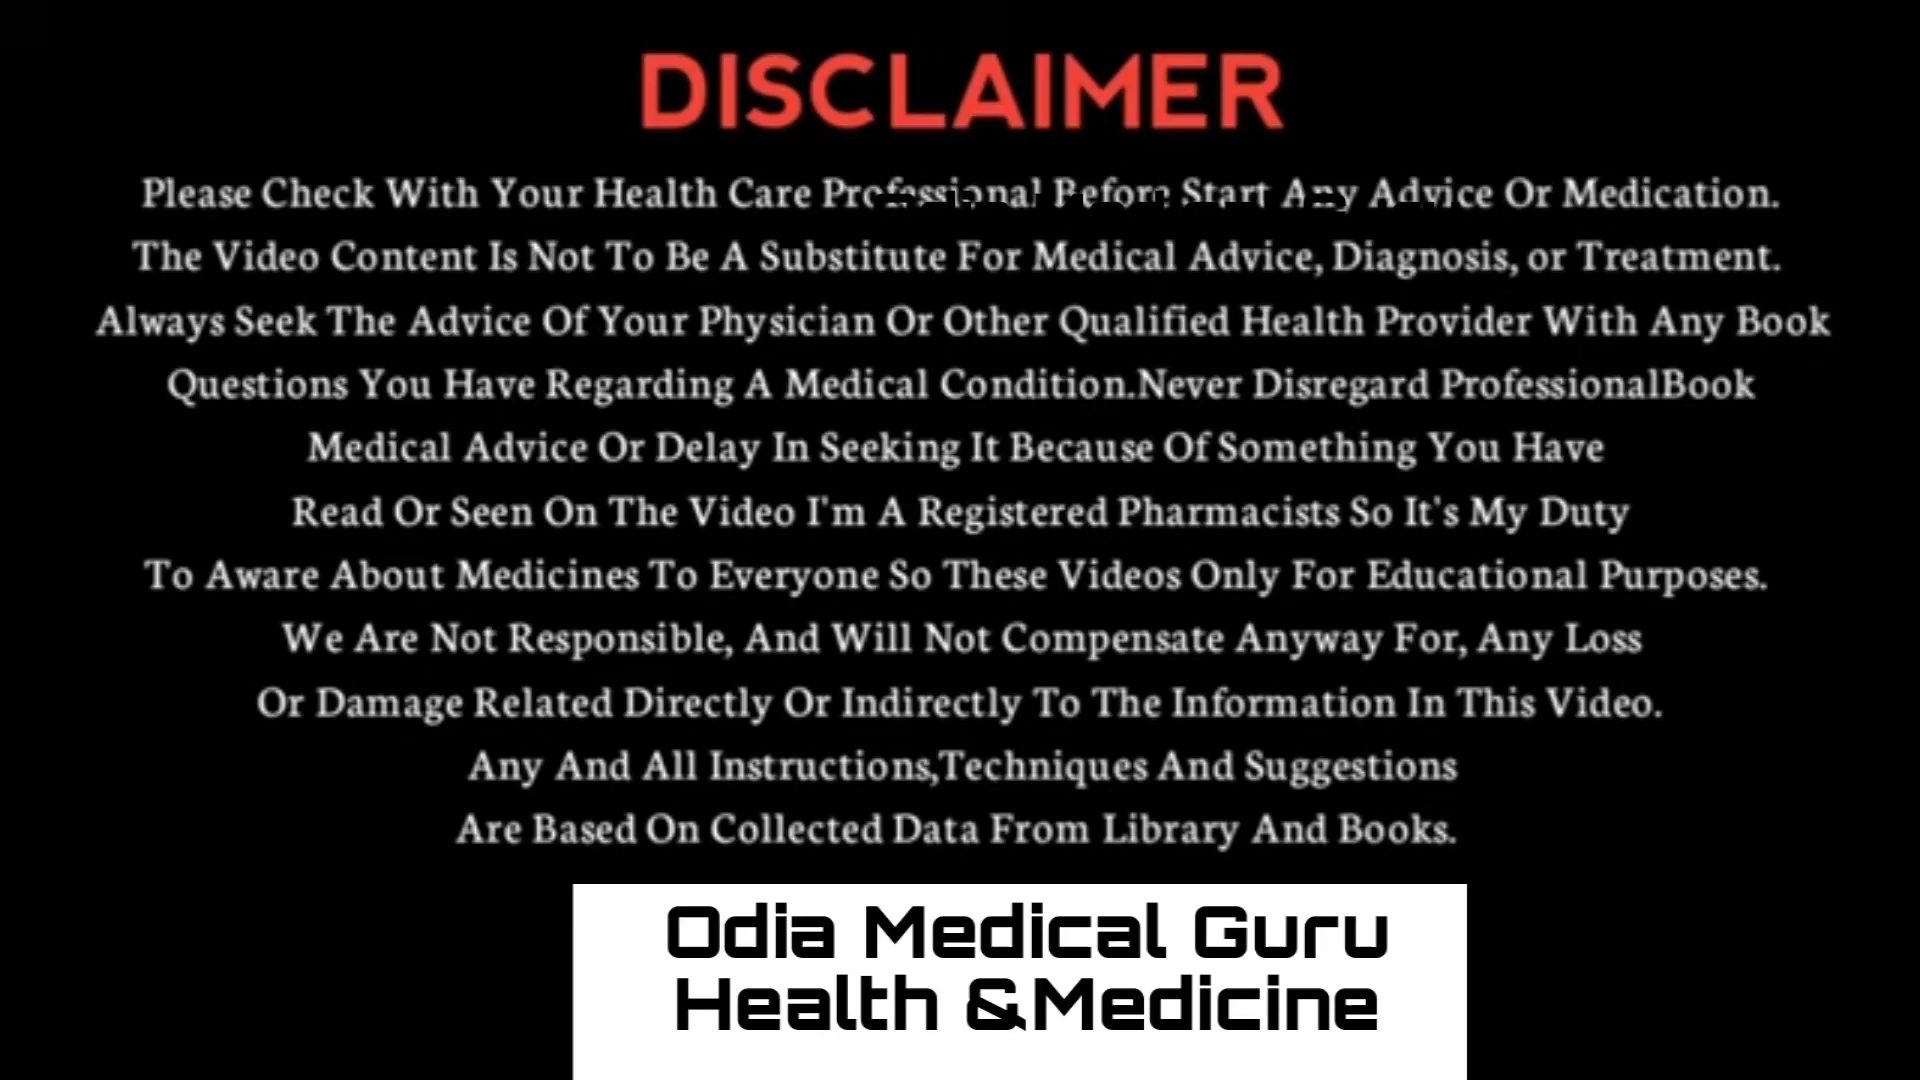 DISCLAIMER
Please Check With Your Health Care Professional Before Start Any Advice Or Medication.
The Video Content Is Not To Be A Substitute For Medical Advice, Diagnosis, or Treatment.
Always Seek The Advice Of Your Physician Or Other Qualified Health Provider With Any Book
Questions You Have Regarding A Medical Condition.Never Disregard ProfessionalBook
Medical Advice Or Delay In Seeking It Because Of Something You Have
Read Or Seen On The Video I'm A Registered Pharmacists So It's My Duty
To Aware About Medicines To Everyone So These Videos Only For Educational Purposes.
We Are Not Responsible, And Will Not Compensate Anyway For, Any Loss
Or Damage Related Directly Or Indirectly To The Information In This Video.
Any And All Instructions,Techniques And Suggestions
Are Based On Collected Data From Library And Books.
Odia Medical Guru
Health &Medicine